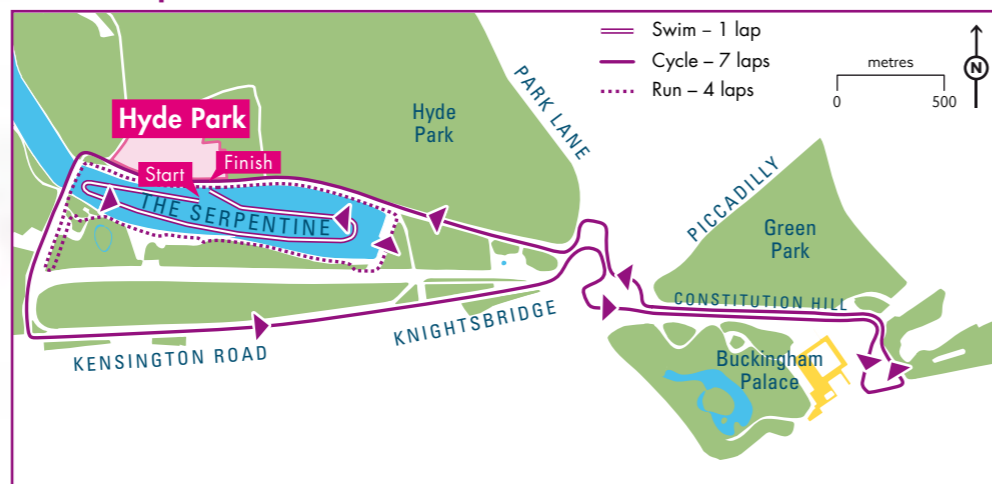 Swim – 1 lap
Cycle – 7 laps
Run – 4 laps
metres
0 500
N
PARK LANE
Hyde
Park
Hyde Park
Start
Finish
THE SERPENTINE
PICCADILLY
Green
Park
CONSTITUTION HILL
KNIGHTSBRIDGE
KENSINGTON ROAD
Buckingham
Palace